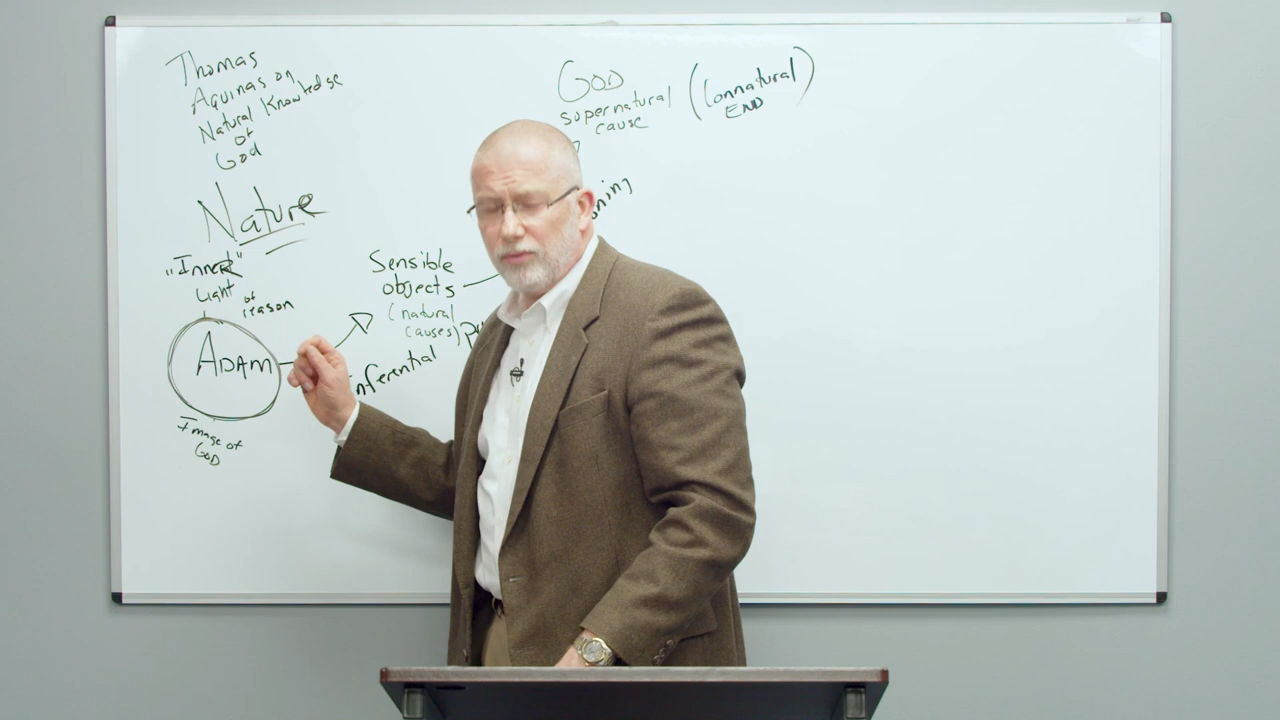 Thomas
Aquinas on
Natural Knowledge
of
God
Nature
"Inner"
Light of
reason
ADAM
Image of
GOD
Sensible
objects
(natural
causes)
inferential
GOD
supernatural
cause
(Connatural)
END